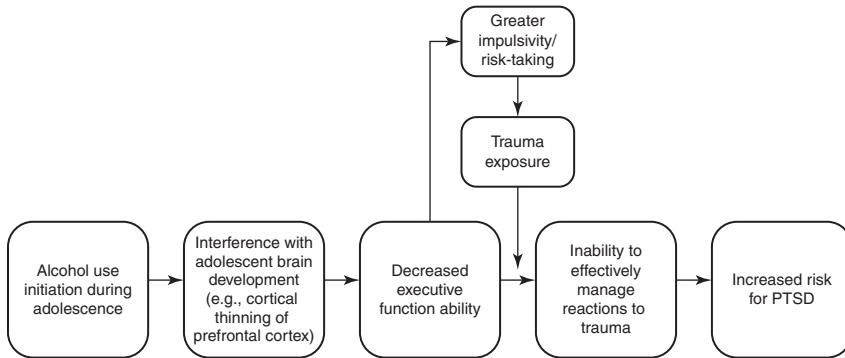 Greater
impulsivity/
risk-taking
Trauma
exposure
Alcohol use
initiation during
adolescence
Interference with
adolescent brain
development
(e.g., cortical
thinning of
prefrontal cortex)
Decreased
executive
function ability
Inability to
effectively
manage
reactions to
trauma
Increased risk
for PTSD